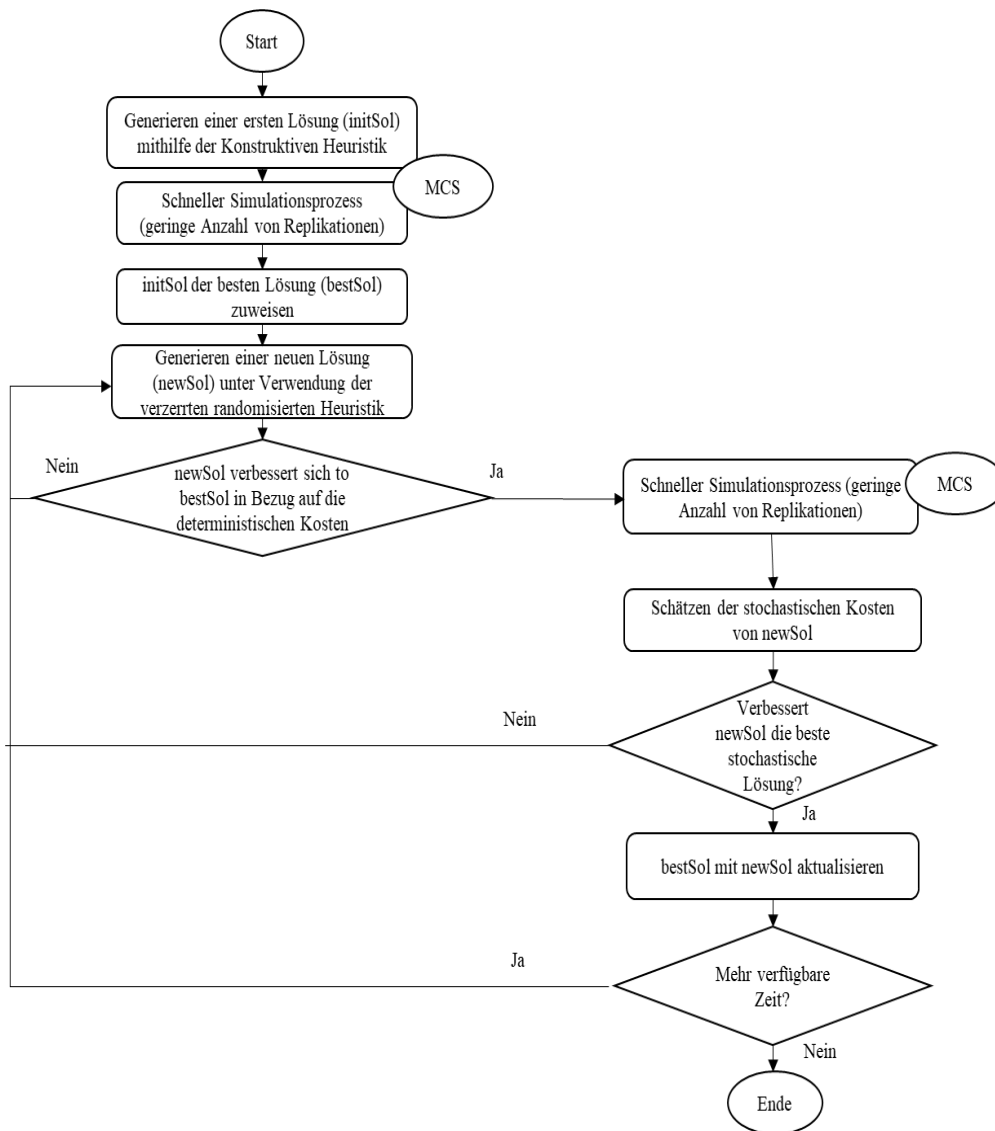 Start
Generieren einer ersten Lösung (initSol)
mithilfe der Konstruktiven Heuristik
MCS
Schneller Simulationsprozess
(geringe Anzahl von Replikationen)
initSol der besten Lösung (bestSol)
zuweisen
Generieren einer neuen Lösung
(newSol) unter Verwendung der
verzerrten randomisierten Heuristik
Nein
newSol verbessert sich to
bestSol in Bezug auf die
deterministischen Kosten
Ja
Schneller Simulationsprozess (geringe
Anzahl von Replikationen)
MCS
Schätzen der stochastischen Kosten
von newSol
Nein
Verbessert
newSol die beste
stochastische
Lösung?
Ja
bestSol mit newSol aktualisieren
Ja
Mehr verfügbare
Zeit?
Nein
Ende